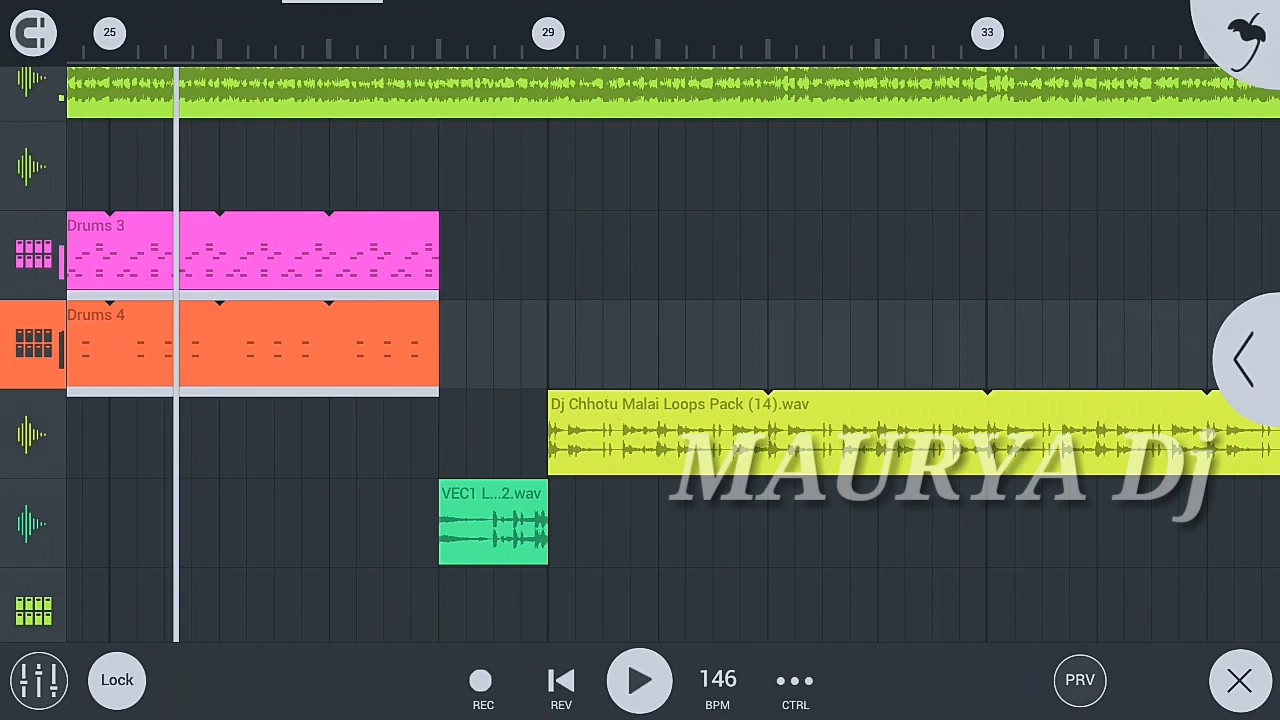 25
29
33
Drums 3
Drums 4
Dj Chhotu Malai Loops Pack (14).wav
MAURYA Dj
VEC1 L...2.wav
Lock
REC
REV
146
BPM
CTRL
PRV